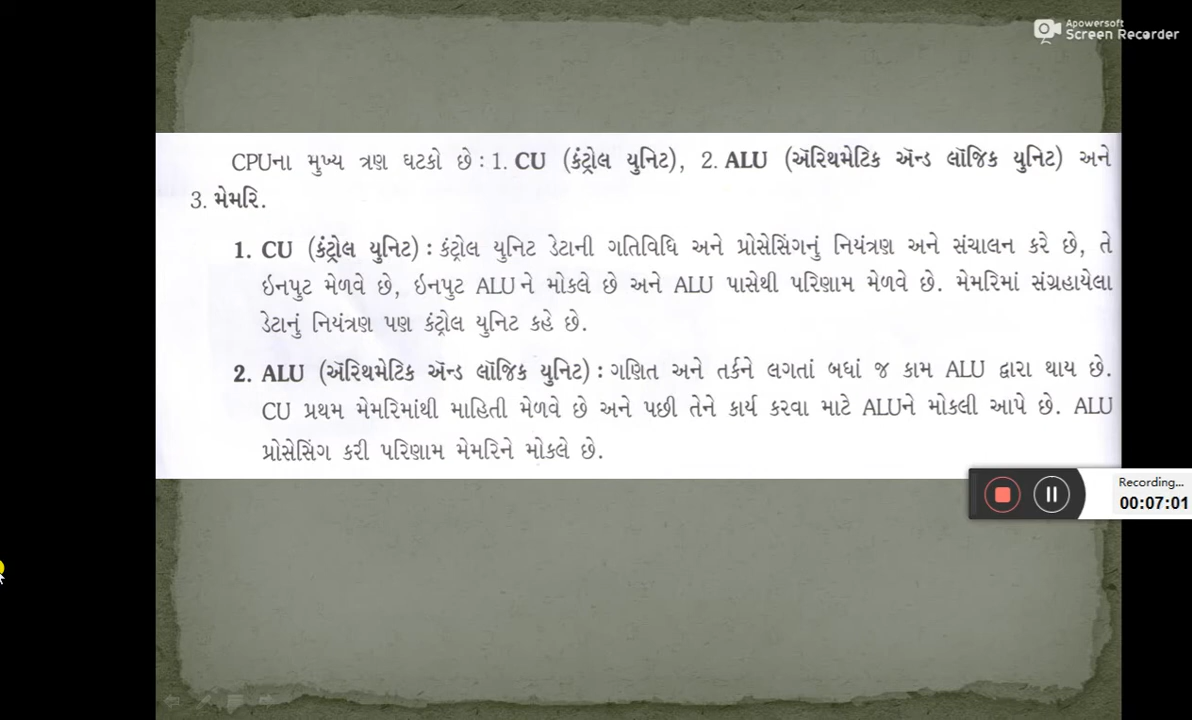 Apowersoft
Screen Recorder
CPUના મુખ્ય ત્રણ ઘટકો છે : 1. CU (કંટ્રોલ યુનિટ), 2. ALU (ઍરિથમેટિક ઍન્ડ લૉજિક યુનિટ) અને
3. મેમરિ.
1. CU (કંટ્રોલ યુનિટ) : કંટ્રોલ યુનિટ ડેટાની ગતિવિધિ અને પ્રોસેસિંગનું નિયંત્રણ અને સંચાલન કરે છે, તે
ઇનપુટ મેળવે છે, ઇનપુટ ALU ને મોકલે છે અને ALU પાસેથી પરિણામ મેળવે છે. મેમરિમાં સંગ્રહાયેલા
ડેટાનું નિયંત્રણ પણ કંટ્રોલ યુનિટ કહે છે.
2. ALU (ઍરિથમેટિક ઍન્ડ લૉજિક યુનિટ) : ગણિત અને તર્કને લગતાં બધાં જ કામ ALU દ્વારા થાય છે.
CU પ્રથમ મેમરિમાંથી માહિતી મેળવે છે અને પછી તેને કાર્ય કરવા માટે ALUને મોકલી આપે છે. ALU
પ્રોસેસિંગ કરી પરિણામ મેમરિને મોકલે છે.
Recording...
00:07:01